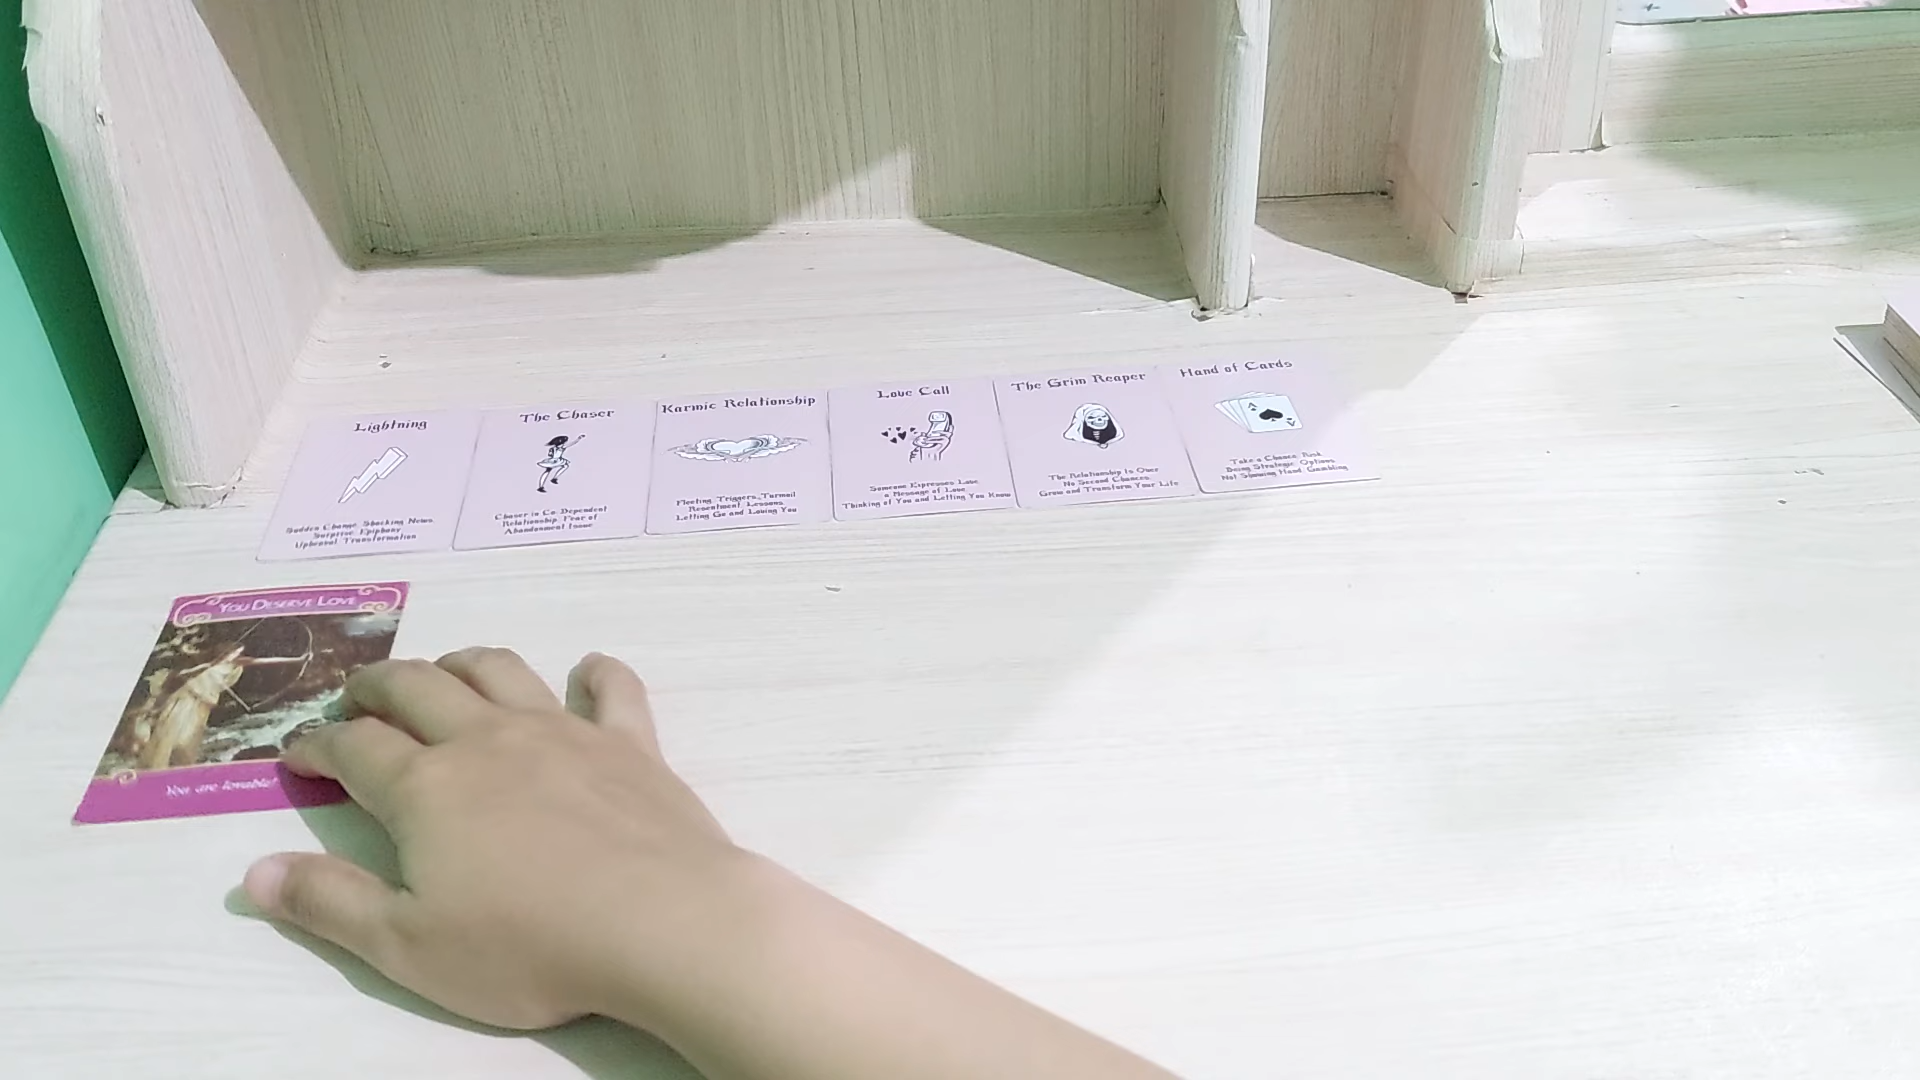 Lightning
Sudden Change, Shocking News,
Surprise, Epiphany
Upheaval Transformation
The Chaser
Chaser in Co-Dependent
Relationship, Fear of
Abandonment Issue
Karmic Relationship
Fleeting, Triggers, Turmoil
Resentment, Lessons,
Letting Go and Loving You
Love Call
Someone Expresses Love,
a Message of Love,
Thinking of You and Letting You Know
The Grim Reaper
The Relationship Is Over
No Second Chances,
Grow and Transform Your Life
Hand of Cards
A
A
Take a Chance, Risk
Being Strategic, Options
Not Showing Hand, Gambling
YOU DESERVE LOVE
You are lovable!